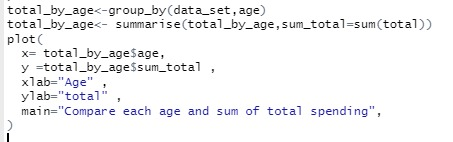 total_by_age<-group_by(data_set,age)
total_by_age<- summarise(total_by_age,sum_total=sum(total))
plot(
  x= total_by_age$age,
  y =total_by_age$sum_total ,
  xlab="Age" ,
  ylab="total" ,
  main="Compare each age and sum of total spending",
)